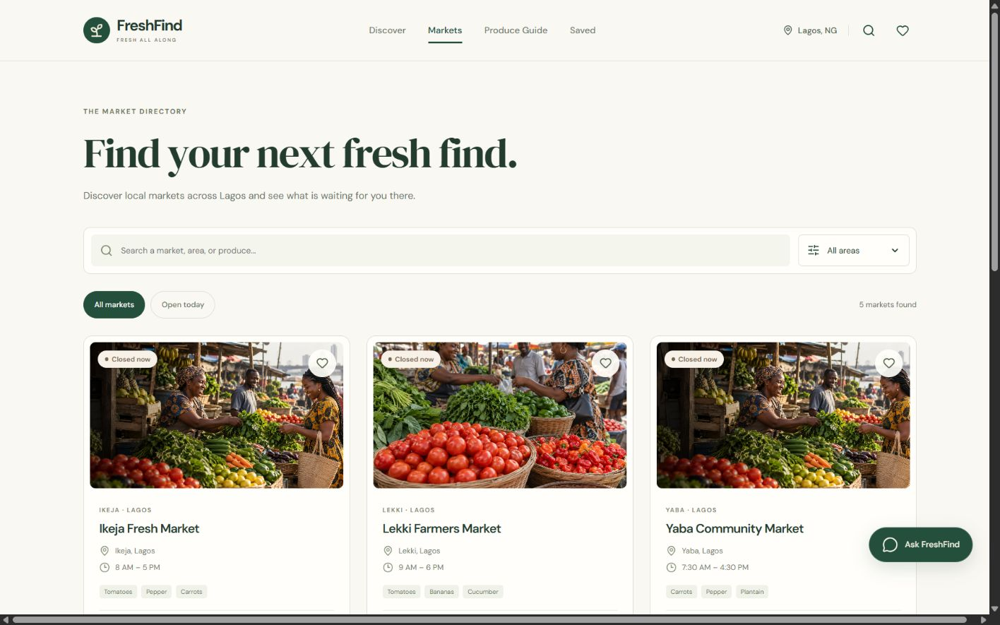 FreshFind
FRESH ALL ALONG
Discover
Markets
Produce Guide
Saved
Lagos, NG
THE MARKET DIRECTORY
Find your next fresh find.
Discover local markets across Lagos and see what is waiting for you there.
Search a market, area, or produce...
All areas
All markets
Open today
5 markets found
Closed now
IKEJA · LAGOS
Ikeja Fresh Market
Ikeja, Lagos
8 AM – 5 PM
Tomatoes
Pepper
Carrots
Closed now
LEKKI · LAGOS
Lekki Farmers Market
Lekki, Lagos
9 AM – 6 PM
Tomatoes
Bananas
Cucumber
Closed now
YABA · LAGOS
Yaba Community Market
Yaba, Lagos
7:30 AM – 4:30 PM
Carrots
Pepper
Plantain
Ask FreshFind